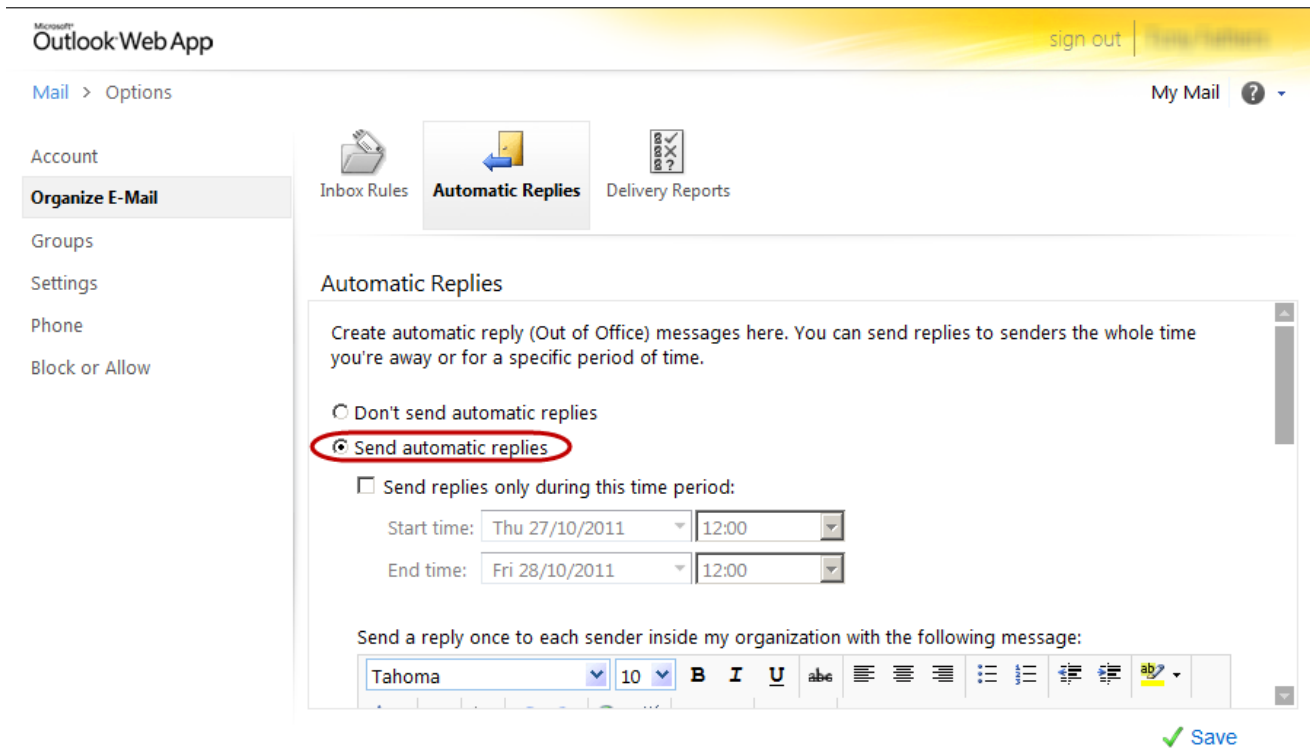 Microsoft
Outlook Web App
sign out
Mail > Options
My Mail
?
Account
Organize E-Mail
Groups
Settings
Phone
Block or Allow
Inbox Rules
Automatic Replies
Delivery Reports
Automatic Replies
Create automatic reply (Out of Office) messages here. You can send replies to senders the whole time
you're away or for a specific period of time.
Don't send automatic replies
Send automatic replies
Send replies only during this time period:
Start time: Thu 27/10/2011 12:00
End time: Fri 28/10/2011 12:00
Send a reply once to each sender inside my organization with the following message:
Tahoma 10 B I U abc ab
Save